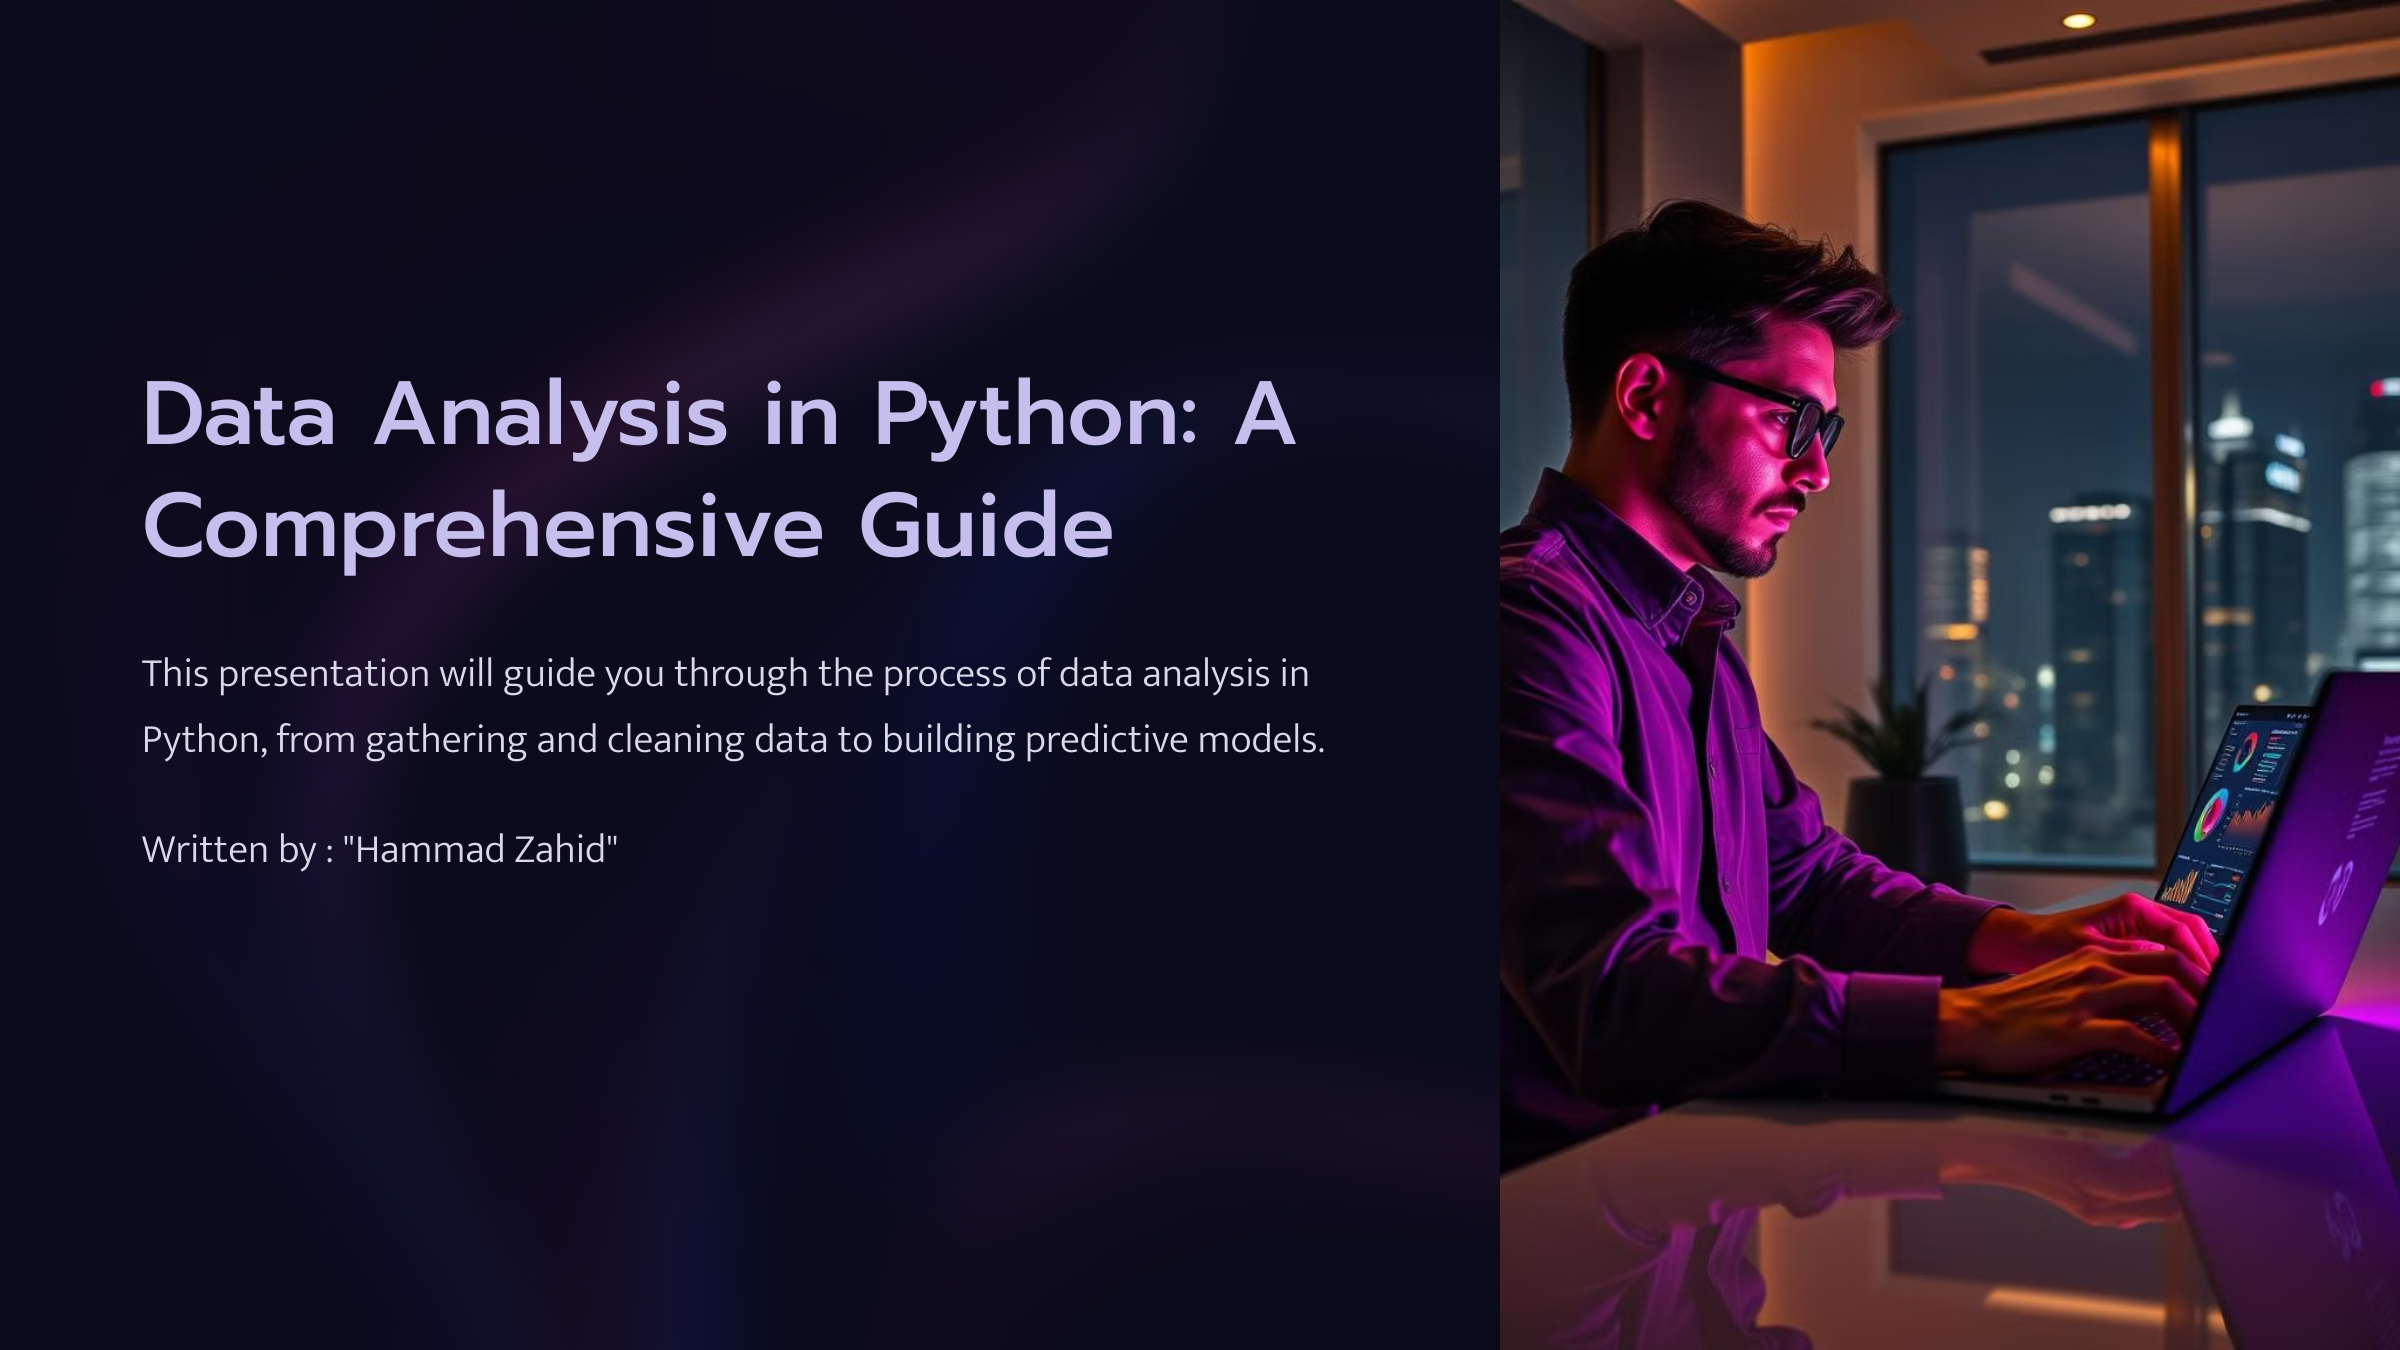 Data Analysis in Python: A
Comprehensive Guide
This presentation will guide you through the process of data analysis in
Python, from gathering and cleaning data to building predictive models.
Written by : "Hammad Zahid"